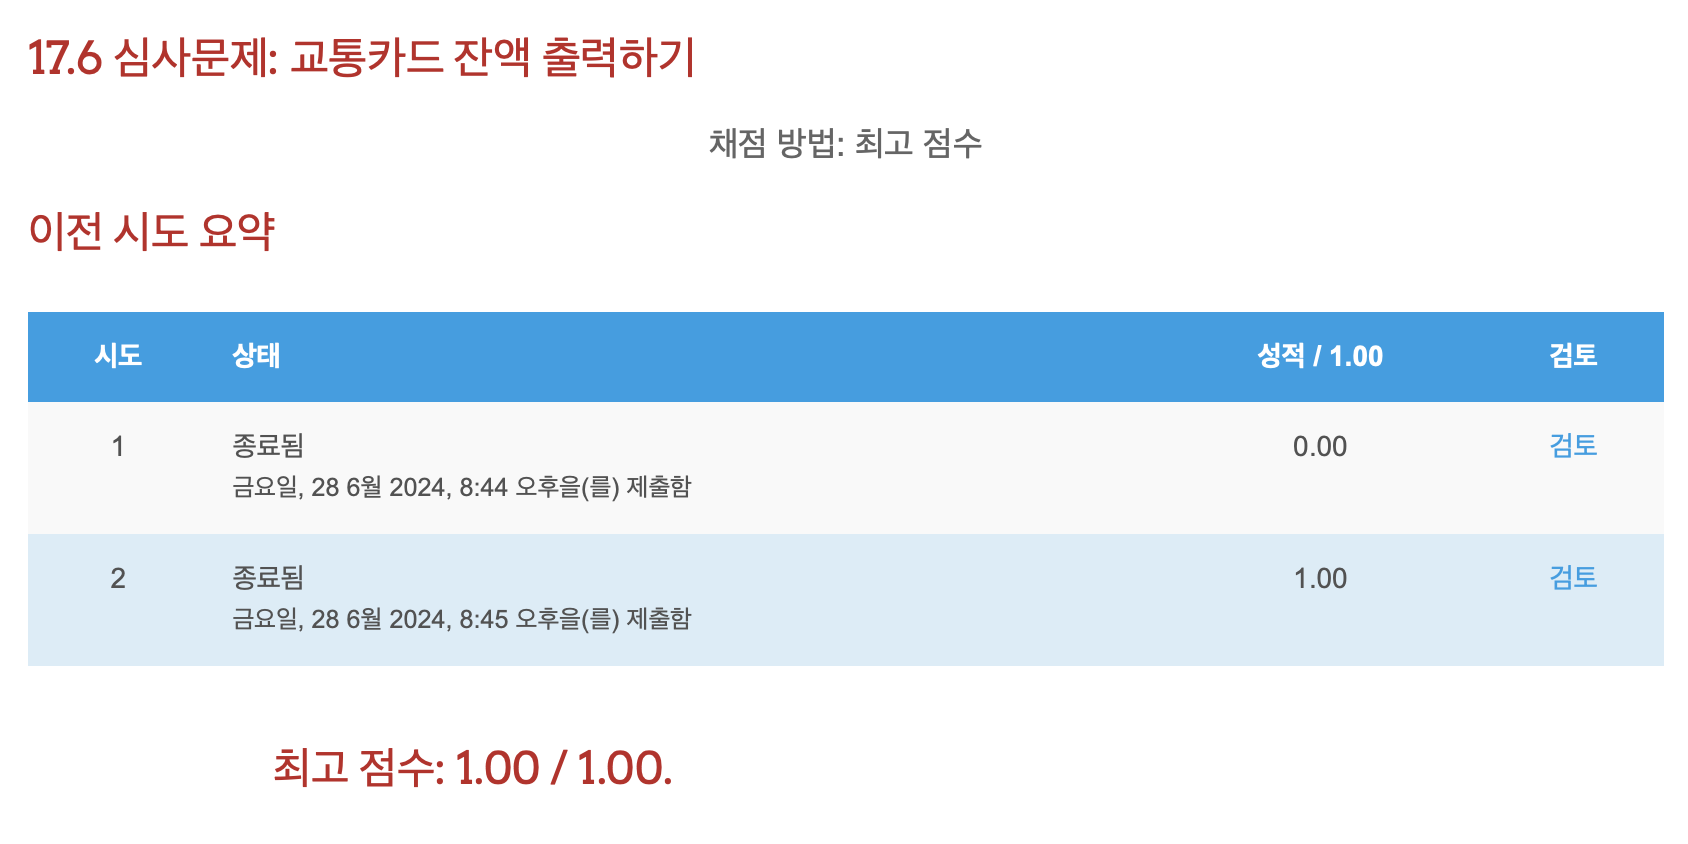 17.6 심사문제: 교통카드 잔액 출력하기
채점 방법: 최고 점수
이전 시도 요약
시도 상태 성적 / 1.00 검토
1 종료됨 0.00 검토
금요일, 28 6월 2024, 8:44 오후을(를) 제출함
2 종료됨 1.00 검토
금요일, 28 6월 2024, 8:45 오후을(를) 제출함
최고 점수: 1.00 / 1.00.